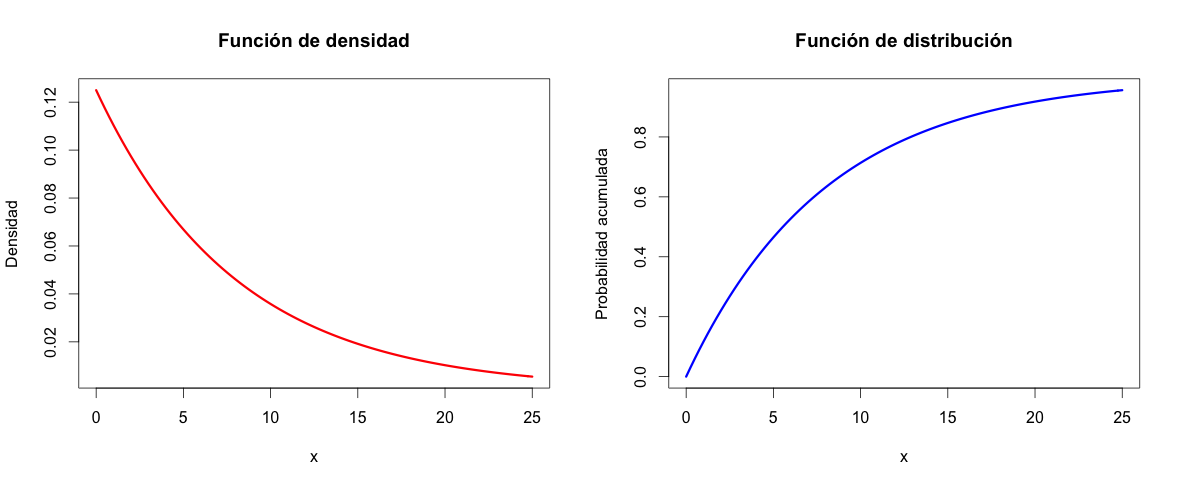 Función de densidad
Densidad
0.12
0.10
0.08
0.06
0.04
0.02
0 5 10 15 20 25
x
Función de distribución
Probabilidad acumulada
0.8
0.6
0.4
0.2
0.0
0 5 10 15 20 25
x